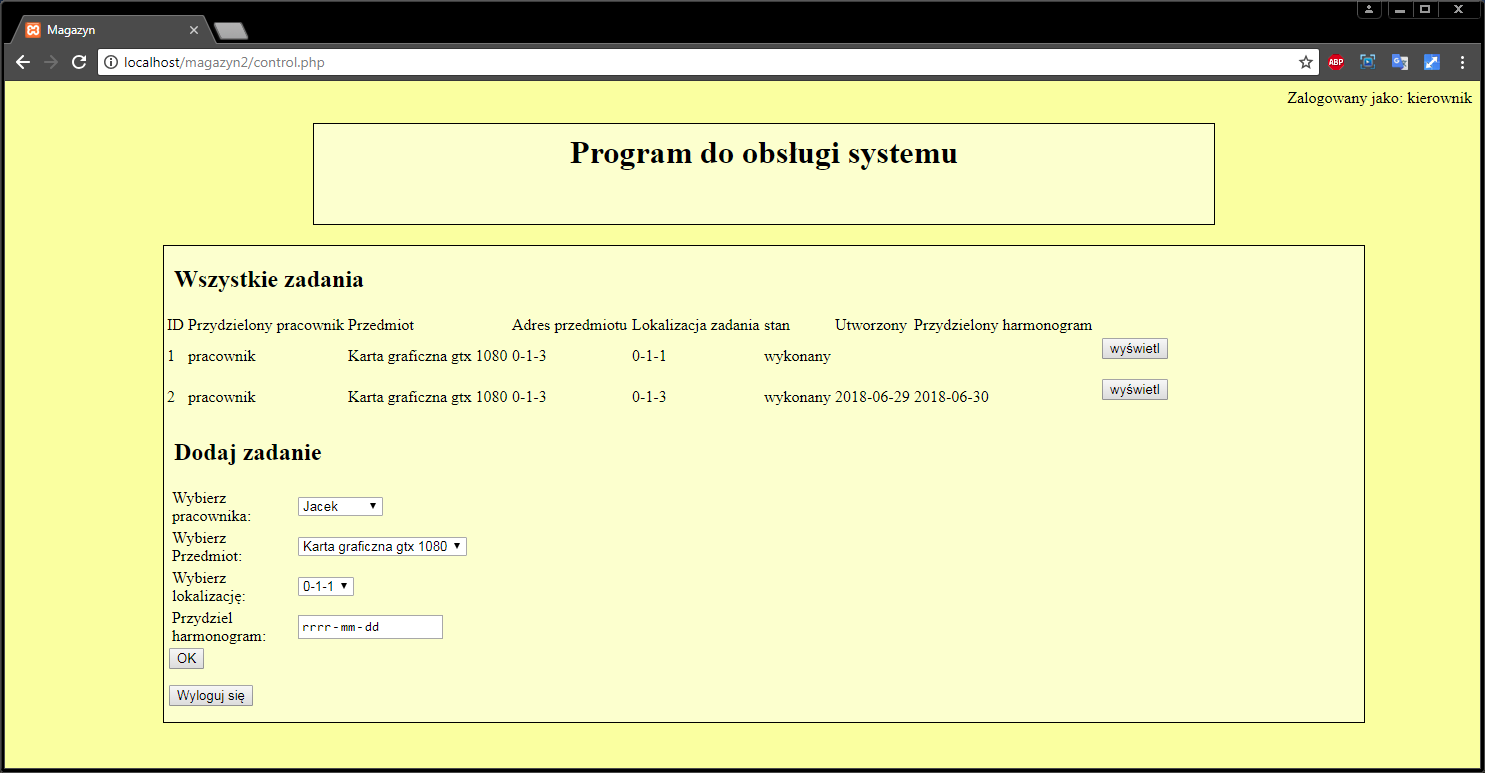 Magazyn
localhost/magazyn2/control.php
ABP
Zalogowany jako: kierownik
Program do obsługi systemu
Wszystkie zadania
ID Przydzielony pracownik Przedmiot Adres przedmiotu Lokalizacja zadania stan Utworzony Przydzielony harmonogram
1 pracownik Karta graficzna gtx 1080 0-1-3 0-1-1 wykonany wyświetl
2 pracownik Karta graficzna gtx 1080 0-1-3 0-1-3 wykonany 2018-06-29 2018-06-30 wyświetl
Dodaj zadanie
Wybierz
pracownika:
Jacek
Wybierz
Przedmiot:
Karta graficzna gtx 1080
Wybierz
lokalizację:
0-1-1
Przydziel
harmonogram:
rrrr-mm-dd
OK
Wyloguj się